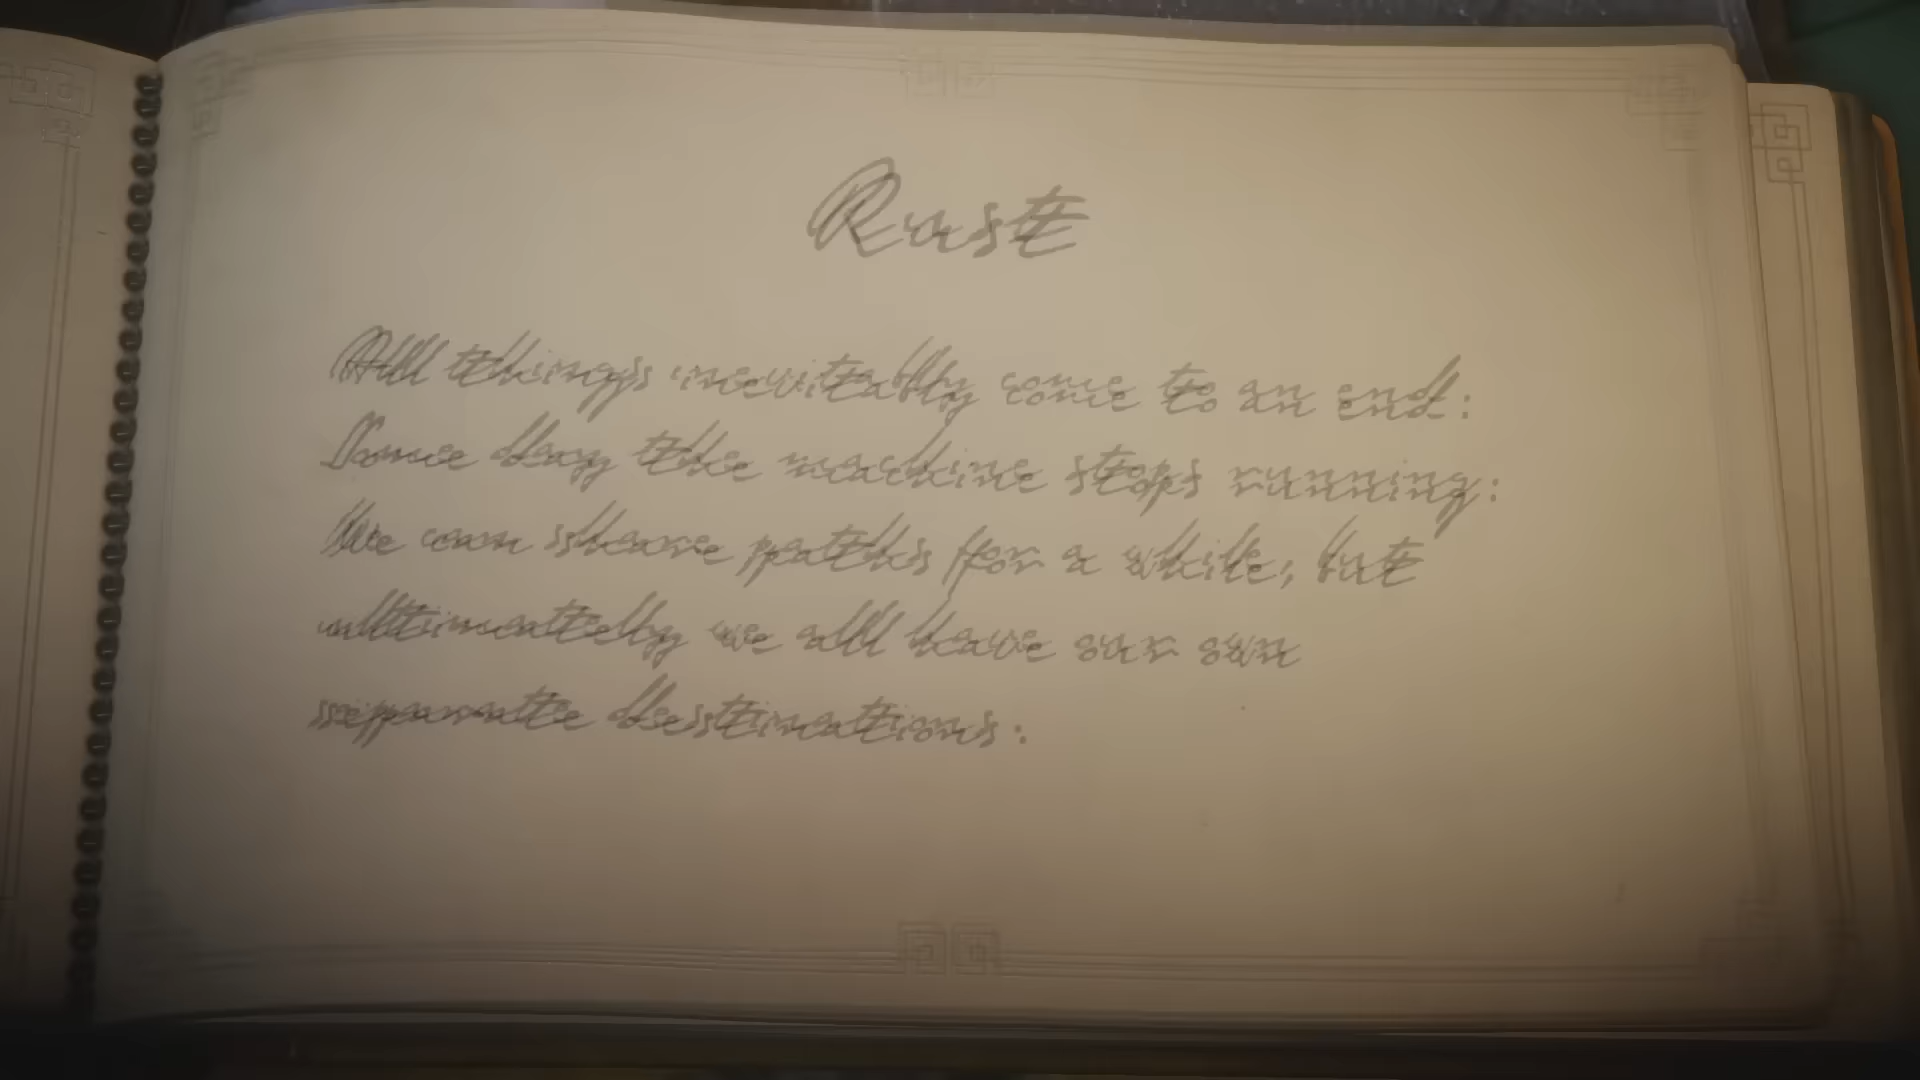 Rust
All things inevitably come to an end.
Some day the machine stops running.
We can share paths for a while, but
ultimately we all have our own
separate destinations.